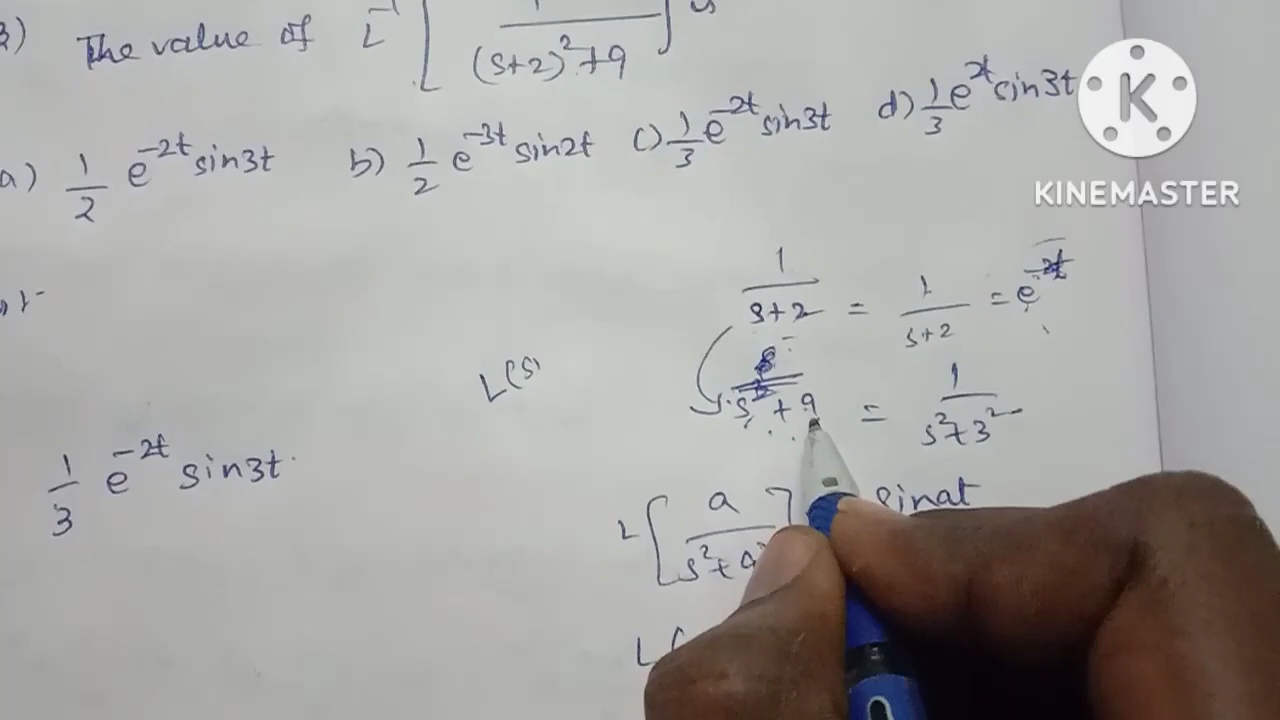 The value of L⁻¹ [ 1/((s+2)²+9) ] is
a) 1/2 e^-2t sin3t b) 1/2 e^-3t sin2t c) 1/3 e^-2t sin3t d) 1/3 e^2t sin3t
KINEMASTER
1/(s+2) = 1/(s+2) = e^-2t
s²+9 = 1/(s²+3²)
L(s)
1/3 e^-2t sin3t.
L[ a/(s²+a²) ] sinat
L(